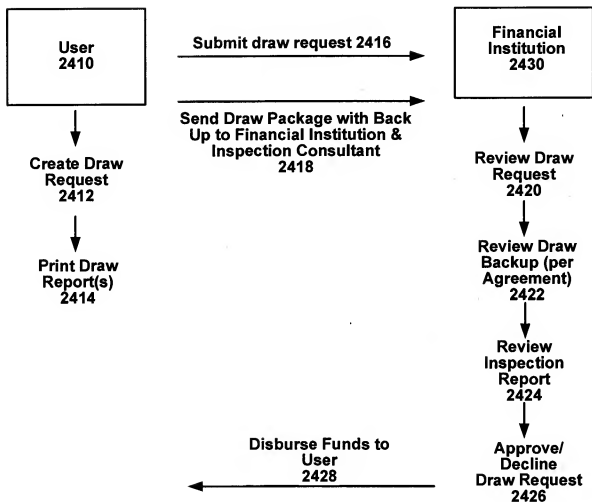 User
2410
Submit draw request 2416
Financial
Institution
2430
Send Draw Package with Back
Up to Financial Institution &
Inspection Consultant
2418
Create Draw
Request
2412
Print Draw
Report(s)
2414
Review Draw
Request
2420
Review Draw
Backup (per
Agreement)
2422
Review
Inspection
Report
2424
Disburse Funds to
User
2428
Approve/
Decline
Draw Request
2426